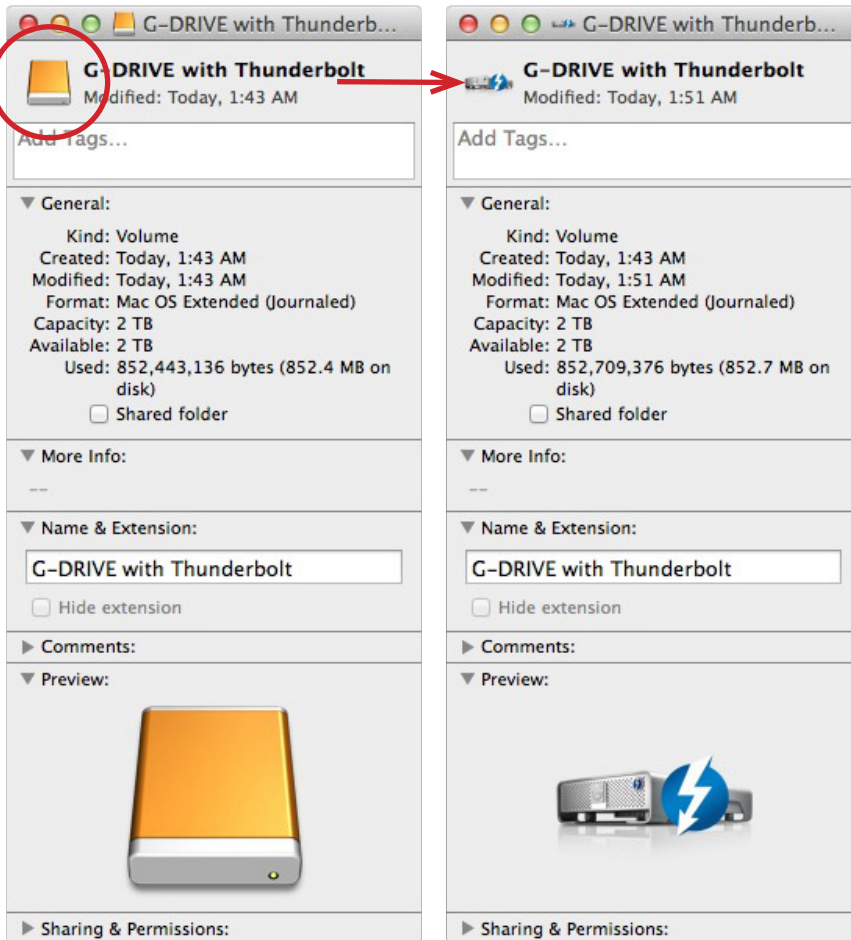 G-DRIVE with Thunderb...
G-DRIVE with Thunderbolt
Modified: Today, 1:43 AM
Add Tags...
General:
Kind: Volume
Created: Today, 1:43 AM
Modified: Today, 1:43 AM
Format: Mac OS Extended (Journaled)
Capacity: 2 TB
Available: 2 TB
Used: 852,443,136 bytes (852.4 MB on
disk)
Shared folder
More Info:
--
Name & Extension:
G-DRIVE with Thunderbolt
Hide extension
Comments:
Preview:
Sharing & Permissions:
G-DRIVE with Thunderb...
G-DRIVE with Thunderbolt
Modified: Today, 1:51 AM
Add Tags...
General:
Kind: Volume
Created: Today, 1:43 AM
Modified: Today, 1:51 AM
Format: Mac OS Extended (Journaled)
Capacity: 2 TB
Available: 2 TB
Used: 852,709,376 bytes (852.7 MB on
disk)
Shared folder
More Info:
--
Name & Extension:
G-DRIVE with Thunderbolt
Hide extension
Comments:
Preview:
Sharing & Permissions: